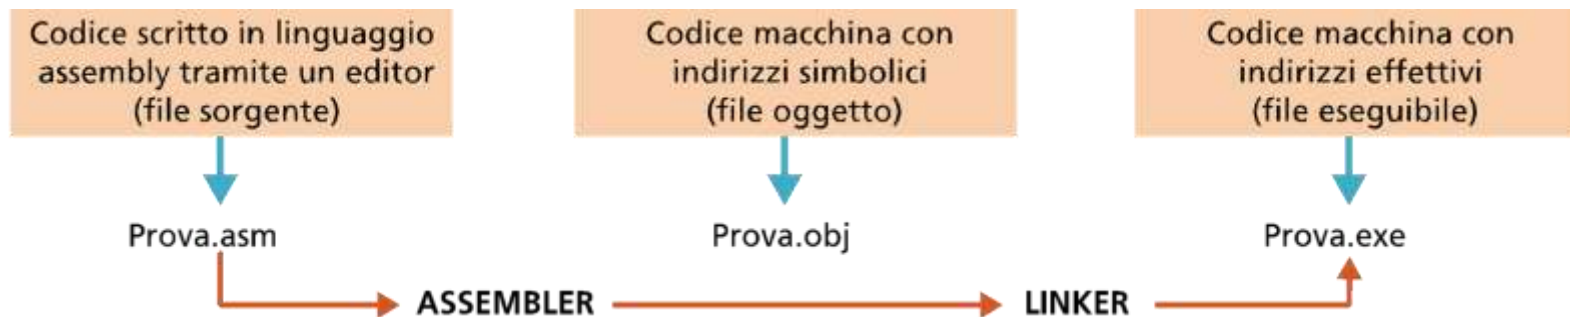 Codice scritto in linguaggio
assembly tramite un editor
(file sorgente)
Codice macchina con
indirizzi simbolici
(file oggetto)
Codice macchina con
indirizzi effettivi
(file eseguibile)
Prova.asm
Prova.obj
Prova.exe
ASSEMBLER
LINKER